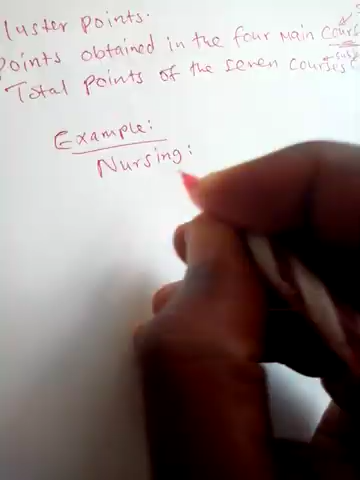 luster points.
Points obtained in the four main Cours
Total points of the seven courses
Example:
Nursing: